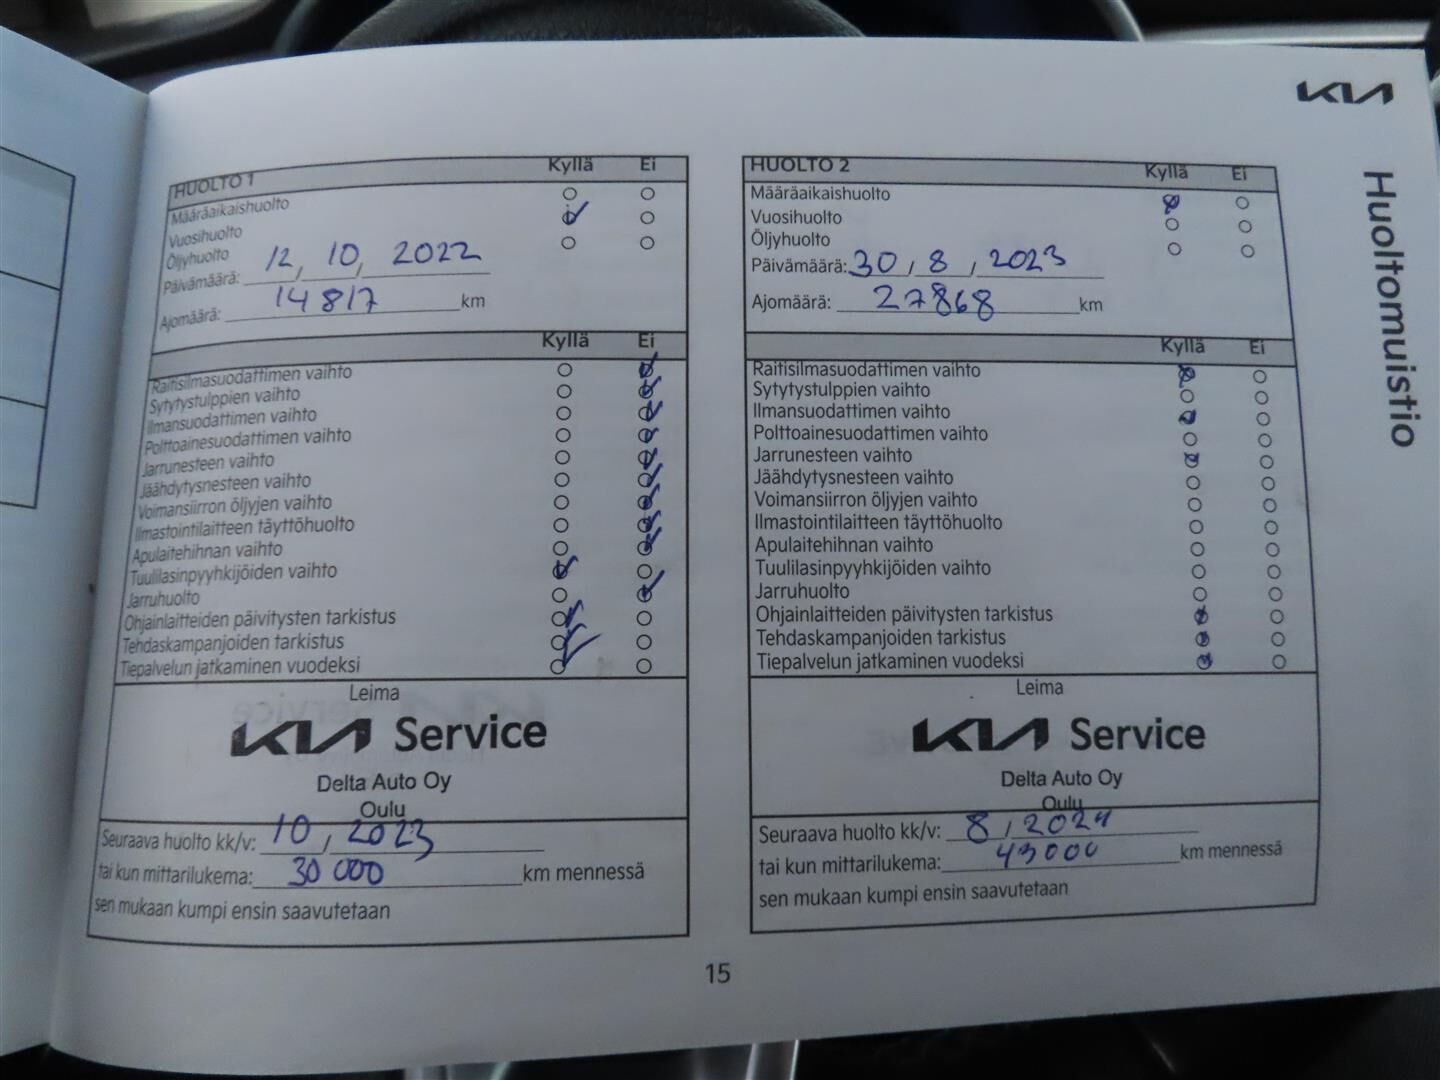 KIA
Huoltomuistio
HUOLTO 1 Kyllä Ei
Määräaikaishuolto
Vuosihuolto
Öljyhuolto
Päivämäärä: 12, 10, 2022
Ajomäärä: 14 817 km
Kyllä Ei
Raitisilmasuodattimen vaihto
Sytytystulppien vaihto
Ilmansuodattimen vaihto
Polttoainesuodattimen vaihto
Jarrunesteen vaihto
Jäähdytysnesteen vaihto
Voimansiirron öljyjen vaihto
Ilmastointilaitteen täyttöhuolto
Apulaitehihnan vaihto
Tuulilasinpyyhkijöiden vaihto
Jarruhuolto
Ohjainlaitteiden päivitysten tarkistus
Tehdaskampanjoiden tarkistus
Tiepalvelun jatkaminen vuodeksi
Leima
KIA Service
Delta Auto Oy
Oulu
Seuraava huolto kk/v: 10, 2023
tai kun mittarilukema: 30 000 km mennessä
sen mukaan kumpi ensin saavutetaan
HUOLTO 2 Kyllä Ei
Määräaikaishuolto
Vuosihuolto
Öljyhuolto
Päivämäärä: 30, 8, 2023
Ajomäärä: 27868 km
Kyllä Ei
Raitisilmasuodattimen vaihto
Sytytystulppien vaihto
Ilmansuodattimen vaihto
Polttoainesuodattimen vaihto
Jarrunesteen vaihto
Jäähdytysnesteen vaihto
Voimansiirron öljyjen vaihto
Ilmastointilaitteen täyttöhuolto
Apulaitehihnan vaihto
Tuulilasinpyyhkijöiden vaihto
Jarruhuolto
Ohjainlaitteiden päivitysten tarkistus
Tehdaskampanjoiden tarkistus
Tiepalvelun jatkaminen vuodeksi
Leima
KIA Service
Delta Auto Oy
Oulu
Seuraava huolto kk/v: 8, 2024
tai kun mittarilukema: 43000 km mennessä
sen mukaan kumpi ensin saavutetaan
15